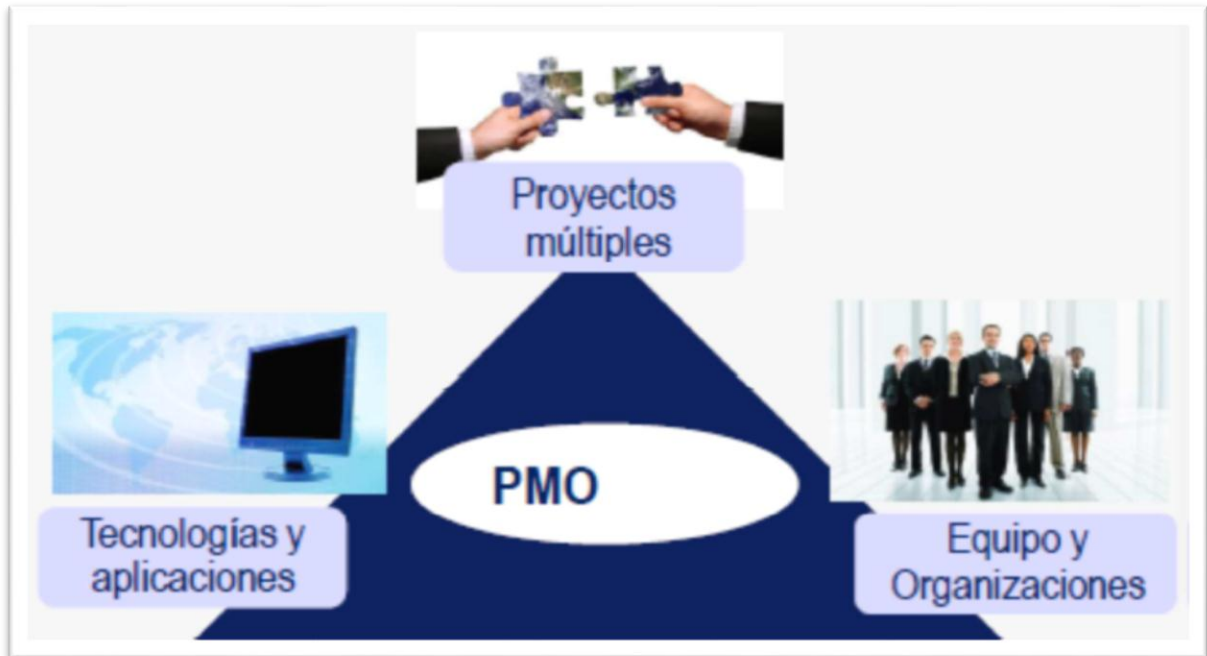 Proyectos
múltiples
PMO
Tecnologías y
aplicaciones
Equipo y
Organizaciones